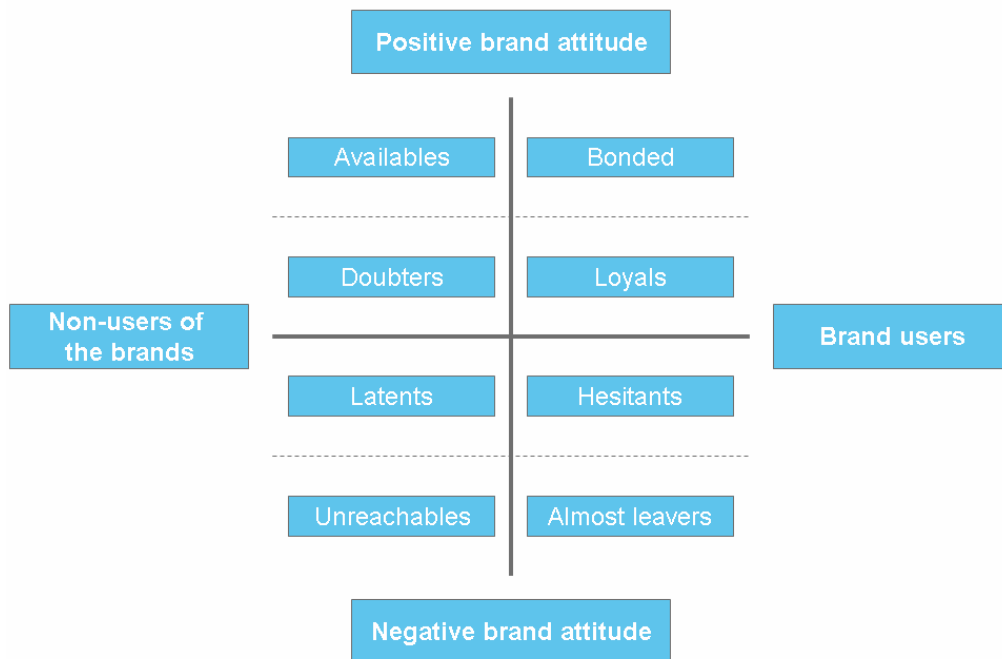 Positive brand attitude
Availables
Bonded
Doubters
Loyals
Non-users of
the brands
Brand users
Latents
Hesitants
Unreachables
Almost leavers
Negative brand attitude